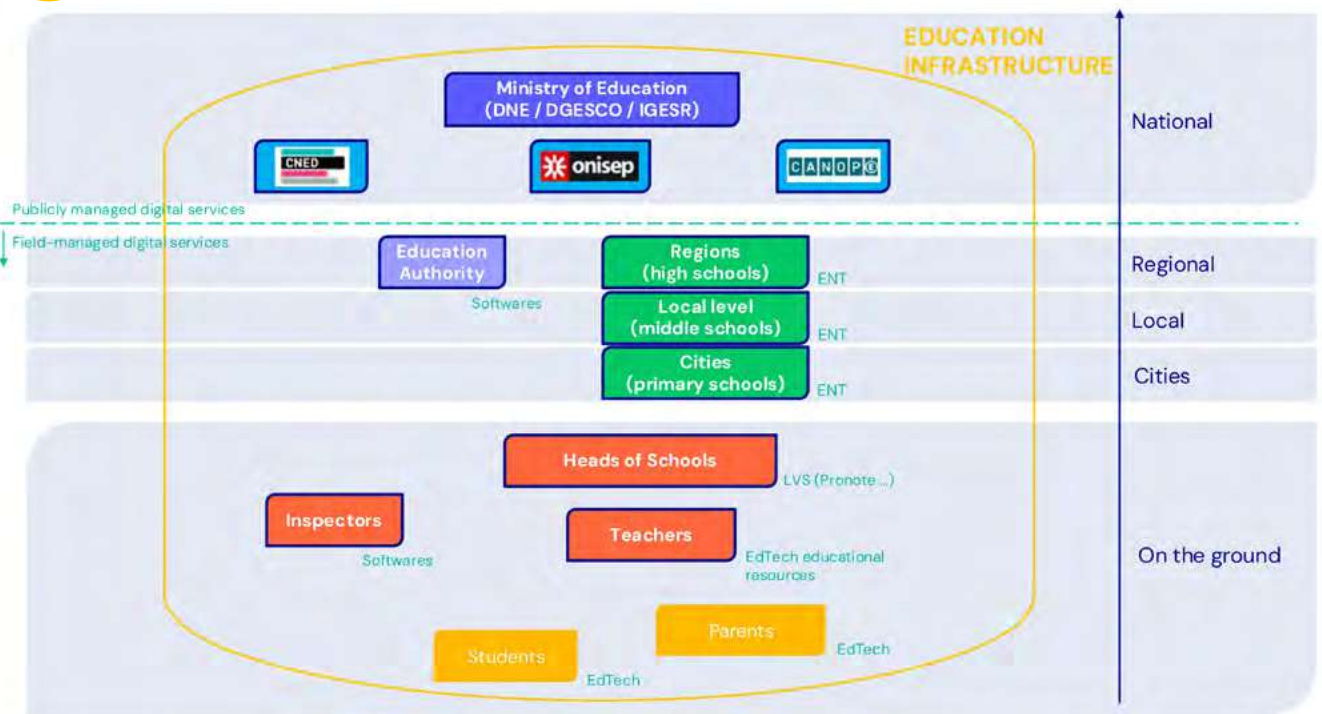 EDUCATION
INFRASTRUCTURE
Ministry of Education
(DNE / DGESCO / IGESR)
National
CNED
onisep
CANOPÉ
Publicly managed digital services
Field-managed digital services
Education
Authority
Softwares
Regions
(high schools)
ENT
Regional
Local level
(middle schools)
ENT
Local
Cities
(primary schools)
ENT
Cities
Heads of Schools
LVS (Pronote ...)
Inspectors
Softwares
Teachers
EdTech educational
resources
On the ground
Parents
EdTech
Students
EdTech